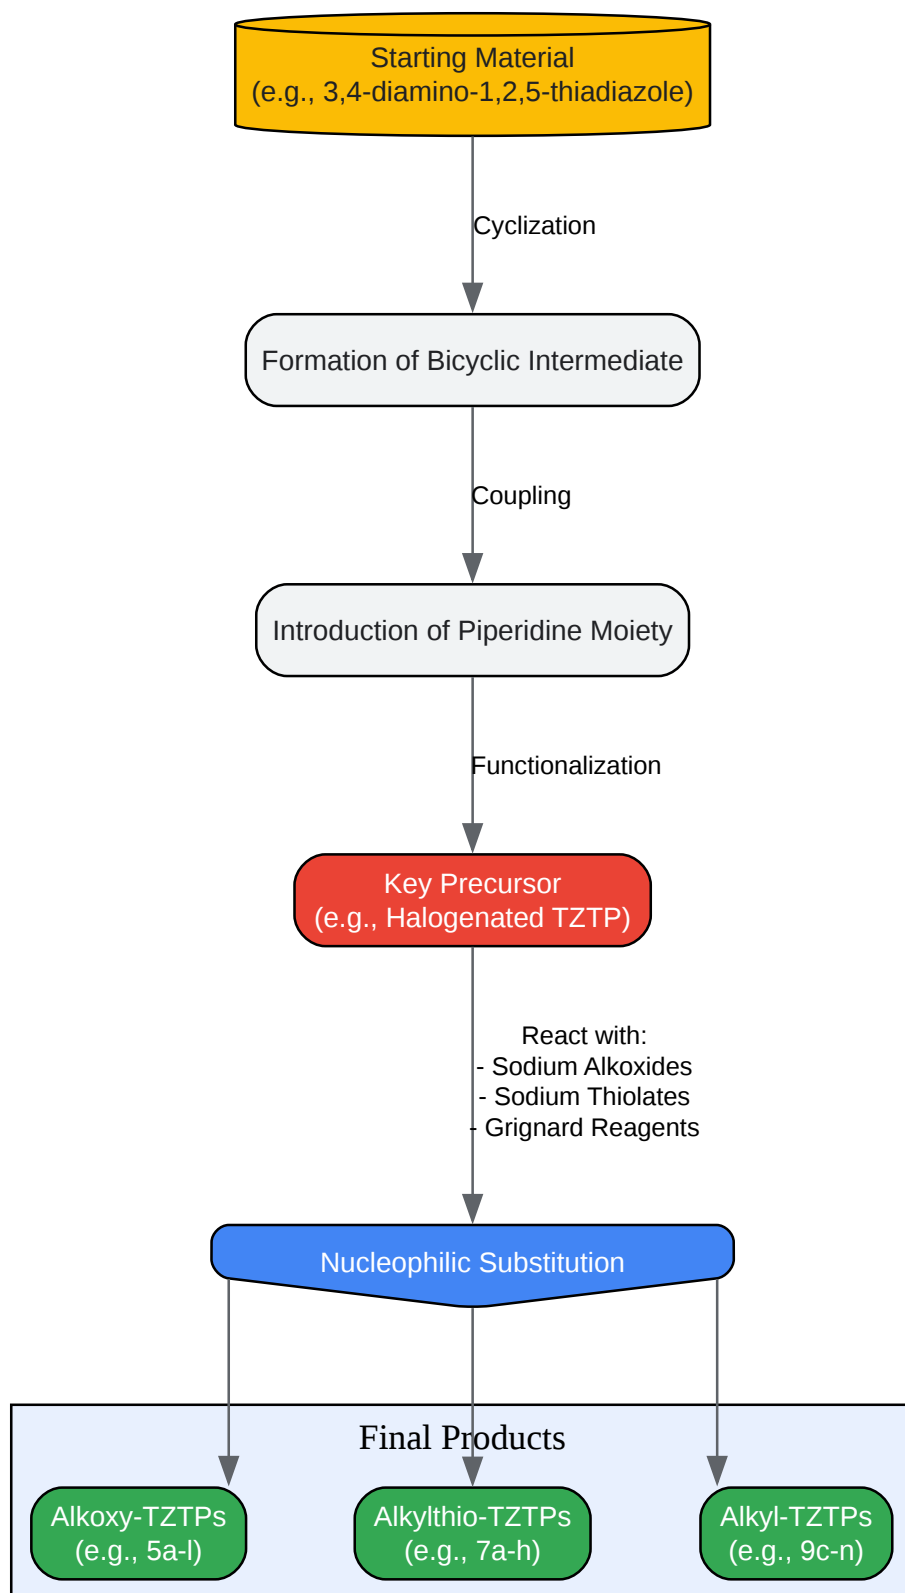 Starting Material
(e.g., 3,4-diamino-1,2,5-thiadiazole)
Cyclization
Formation of Bicyclic Intermediate
Coupling
Introduction of Piperidine Moiety
Functionalization
Key Precursor
(e.g., Halogenated TZTP)
React with:
- Sodium Alkoxides
- Sodium Thiolates
- Grignard Reagents
Nucleophilic Substitution
Final Products
Alkoxy-TZTPs
(e.g., 5a-l)
Alkylthio-TZTPs
(e.g., 7a-h)
Alkyl-TZTPs
(e.g., 9c-n)